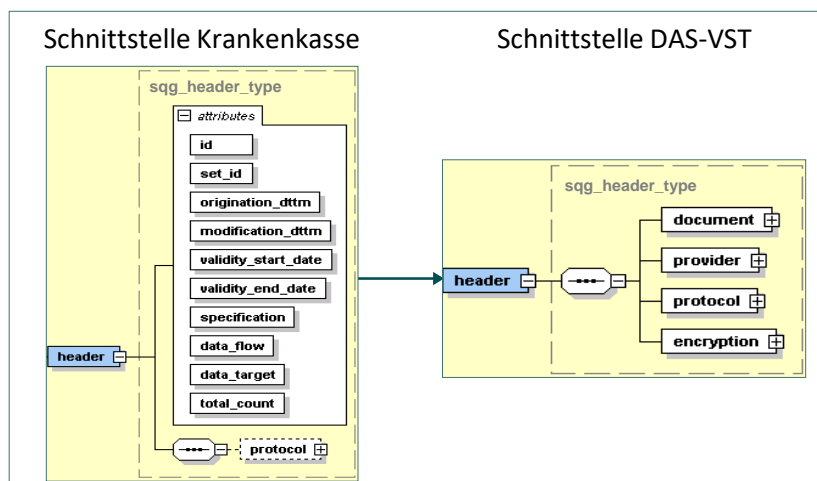 Schnittstelle Krankenkasse
sqg_header_type
attributes
id
set_id
origination_dttm
modification_dttm
validity_start_date
validity_end_date
specification
data_flow
data_target
total_count
header
protocol
Schnittstelle DAS-VST
sqg_header_type
header
document
provider
protocol
encryption